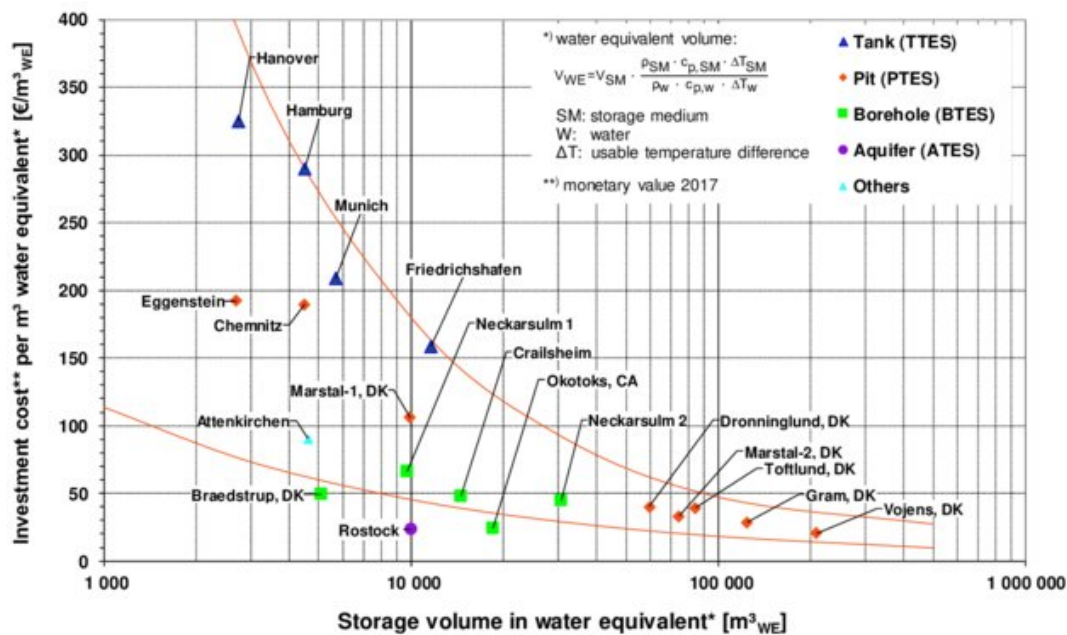 Investment cost** per m³ water equivalent* [€/m³WE]
400
350
300
250
200
150
100
50
0
1 000
10 000
100 000
1 000 000
Storage volume in water equivalent* [m³WE]
Hanover
Hamburg
Munich
Friedrichshafen
Eggenstein
Chemnitz
Neckarsulm 1
Crailsheim
Marstal-1, DK
Okotoks, CA
Attenkirchen
Neckarsulm 2
Braedstrup, DK
Rostock
Dronninglund, DK
Marstal-2, DK
Toftlund, DK
Gram, DK
Vojens, DK
*) water equivalent volume:
VWE=VSM · ρSM · cp,SM · ΔTSM
ρw · cp,w · ΔTw
SM: storage medium
W: water
ΔT: usable temperature difference
**) monetary value 2017
Tank (TTES)
Pit (PTES)
Borehole (BTES)
Aquifer (ATES)
Others